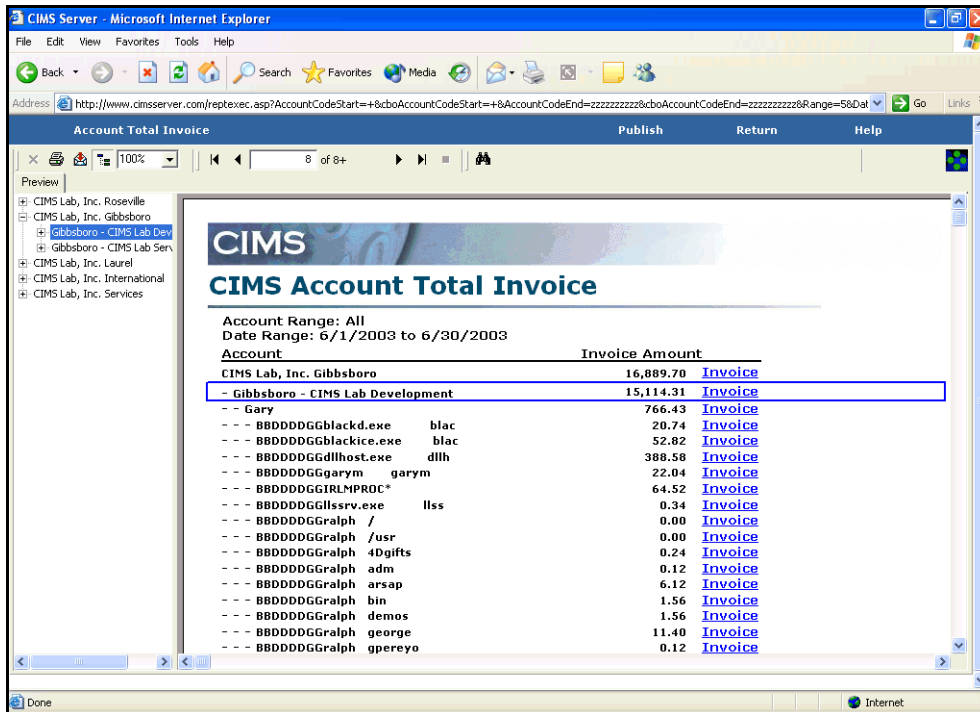 CIMS Server - Microsoft Internet Explorer
File Edit View Favorites Tools Help
Back Search Favorites Media
Address http://www.cimsserver.com/reptexec.asp?AccountCodeStart=+&cboAccountCodeStart=+&AccountCodeEnd=zzzzzzzzzz&cboAccountCodeEnd=zzzzzzzzzz&Range=5&Dat Go Links
Account Total Invoice Publish Return Help
100% 8 of 8+
Preview
CIMS Lab, Inc. Roseville
CIMS Lab, Inc. Gibbsboro
Gibbsboro - CIMS Lab Dev
Gibbsboro - CIMS Lab Serv
CIMS Lab, Inc. Laurel
CIMS Lab, Inc. International
CIMS Lab, Inc. Services
CIMS
CIMS Account Total Invoice
Account Range: All
Date Range: 6/1/2003 to 6/30/2003
Account Invoice Amount
CIMS Lab, Inc. Gibbsboro 16,889.70 Invoice
- Gibbsboro - CIMS Lab Development 15,114.31 Invoice
- - Gary 766.43 Invoice
- - - BBDDDDGGblackd.exe blac 20.74 Invoice
- - - BBDDDDGGblackice.exe blac 52.82 Invoice
- - - BBDDDDGGdllhost.exe dllh 388.58 Invoice
- - - BBDDDDGGgarym garym 22.04 Invoice
- - - BBDDDDGGIRLMPROC* 64.52 Invoice
- - - BBDDDDGGllssrv.exe llss 0.34 Invoice
- - - BBDDDDGGralph / 0.00 Invoice
- - - BBDDDDGGralph /usr 0.00 Invoice
- - - BBDDDDGGralph 4Dgifts 0.24 Invoice
- - - BBDDDDGGralph adm 0.12 Invoice
- - - BBDDDDGGralph arsap 6.12 Invoice
- - - BBDDDDGGralph bin 1.56 Invoice
- - - BBDDDDGGralph demos 1.56 Invoice
- - - BBDDDDGGralph george 11.40 Invoice
- - - BBDDDDGGralph gpereyo 0.12 Invoice
Done Internet